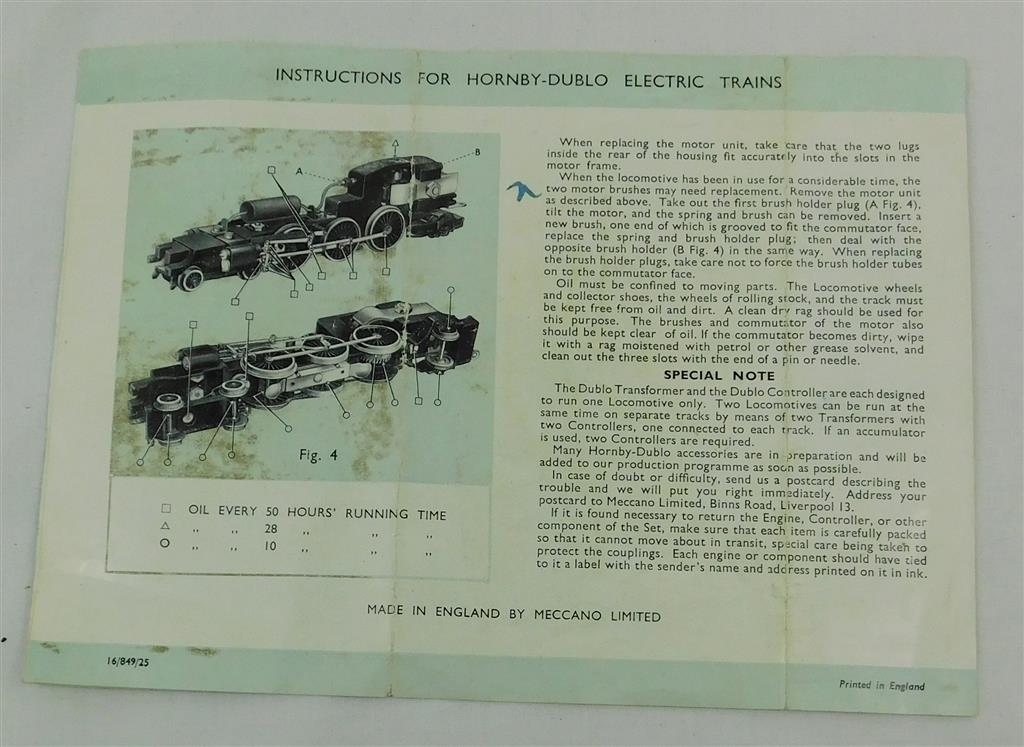 INSTRUCTIONS FOR HORNBY-DUBLO ELECTRIC TRAINS
A
B
Fig. 4
□ OIL EVERY 50 HOURS' RUNNING TIME
△ ,, ,, 28 ,, ,, ,,
○ ,, ,, 10 ,, ,, ,,
When replacing the motor unit, take care that the two lugs
inside the rear of the housing fit accurately into the slots in the
motor frame.
When the locomotive has been in use for a considerable time, the
two motor brushes may need replacement. Remove the motor unit
as described above. Take out the first brush holder plug (A Fig. 4),
tilt the motor, and the spring and brush can be removed. Insert a
new brush, one end of which is grooved to fit the commutator face,
replace the spring and brush holder plug; then deal with the
opposite brush holder (B Fig. 4) in the same way. When replacing
the brush holder plugs, take care not to force the brush holder tubes
on to the commutator face.
Oil must be confined to moving parts. The Locomotive wheels
and collector shoes, the wheels of rolling stock, and the track must
be kept free from oil and dirt. A clean dry rag should be used for
this purpose. The brushes and commutator of the motor also
should be kept clear of oil. If the commutator becomes dirty, wipe
it with a rag moistened with petrol or other grease solvent, and
clean out the three slots with the end of a pin or needle.
SPECIAL NOTE
The Dublo Transformer and the Dublo Controller are each designed
to run one Locomotive only. Two Locomotives can be run at the
same time on separate tracks by means of two Transformers with
two Controllers, one connected to each track. If an accumulator
is used, two Controllers are required.
Many Hornby-Dublo accessories are in preparation and will be
added to our production programme as soon as possible.
In case of doubt or difficulty, send us a postcard describing the
trouble and we will put you right immediately. Address your
postcard to Meccano Limited, Binns Road, Liverpool 13.
If it is found necessary to return the Engine, Controller, or other
component of the Set, make sure that each item is carefully packed
so that it cannot move about in transit, special care being taken to
protect the couplings. Each engine or component should have tied
to it a label with the sender's name and address printed on it in ink.
MADE IN ENGLAND BY MECCANO LIMITED
16/849/25
Printed in England